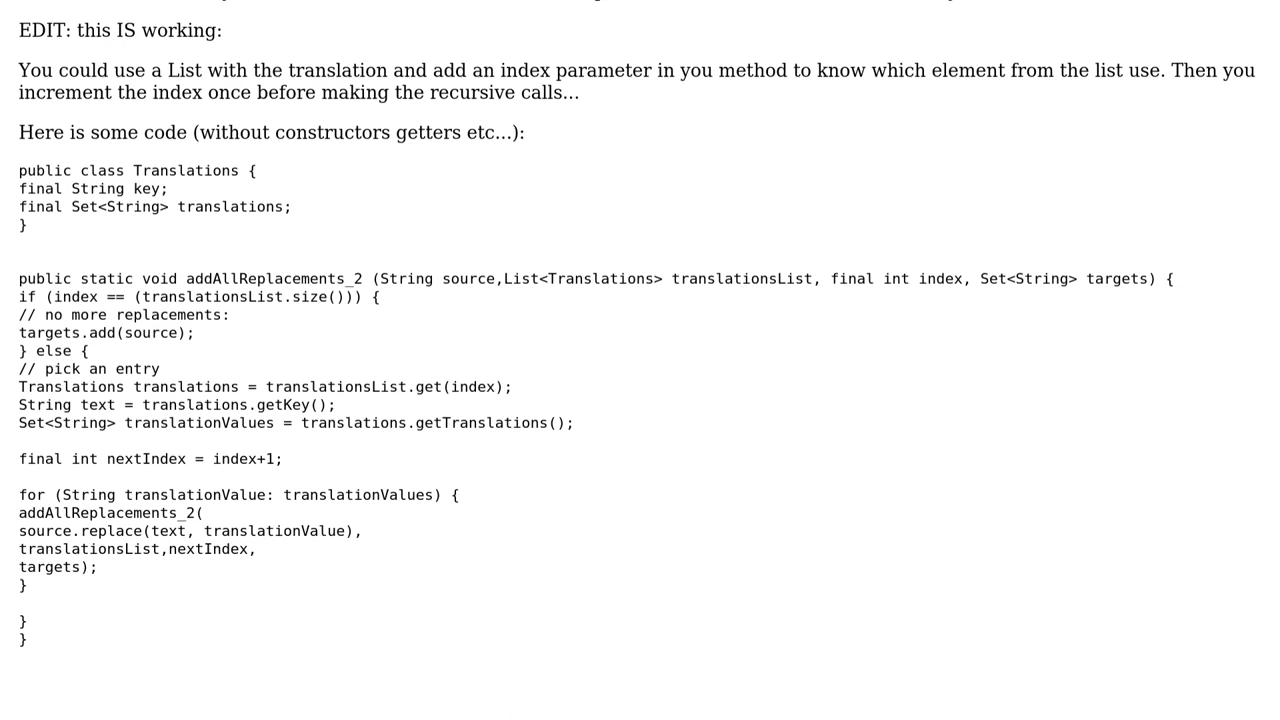 EDIT: this IS working:
You could use a List with the translation and add an index parameter in you method to know which element from the list use. Then you
increment the index once before making the recursive calls...
Here is some code (without constructors getters etc...):
public class Translations {
final String key;
final Set<String> translations;
}
public static void addAllReplacements_2 (String source,List<Translations> translationsList, final int index, Set<String> targets) {
if (index == (translationsList.size())) {
// no more replacements:
targets.add(source);
} else {
// pick an entry
Translations translations = translationsList.get(index);
String text = translations.getKey();
Set<String> translationValues = translations.getTranslations();
final int nextIndex = index+1;
for (String translationValue: translationValues) {
addAllReplacements_2(
source.replace(text, translationValue),
translationsList,nextIndex,
targets);
}
}
}